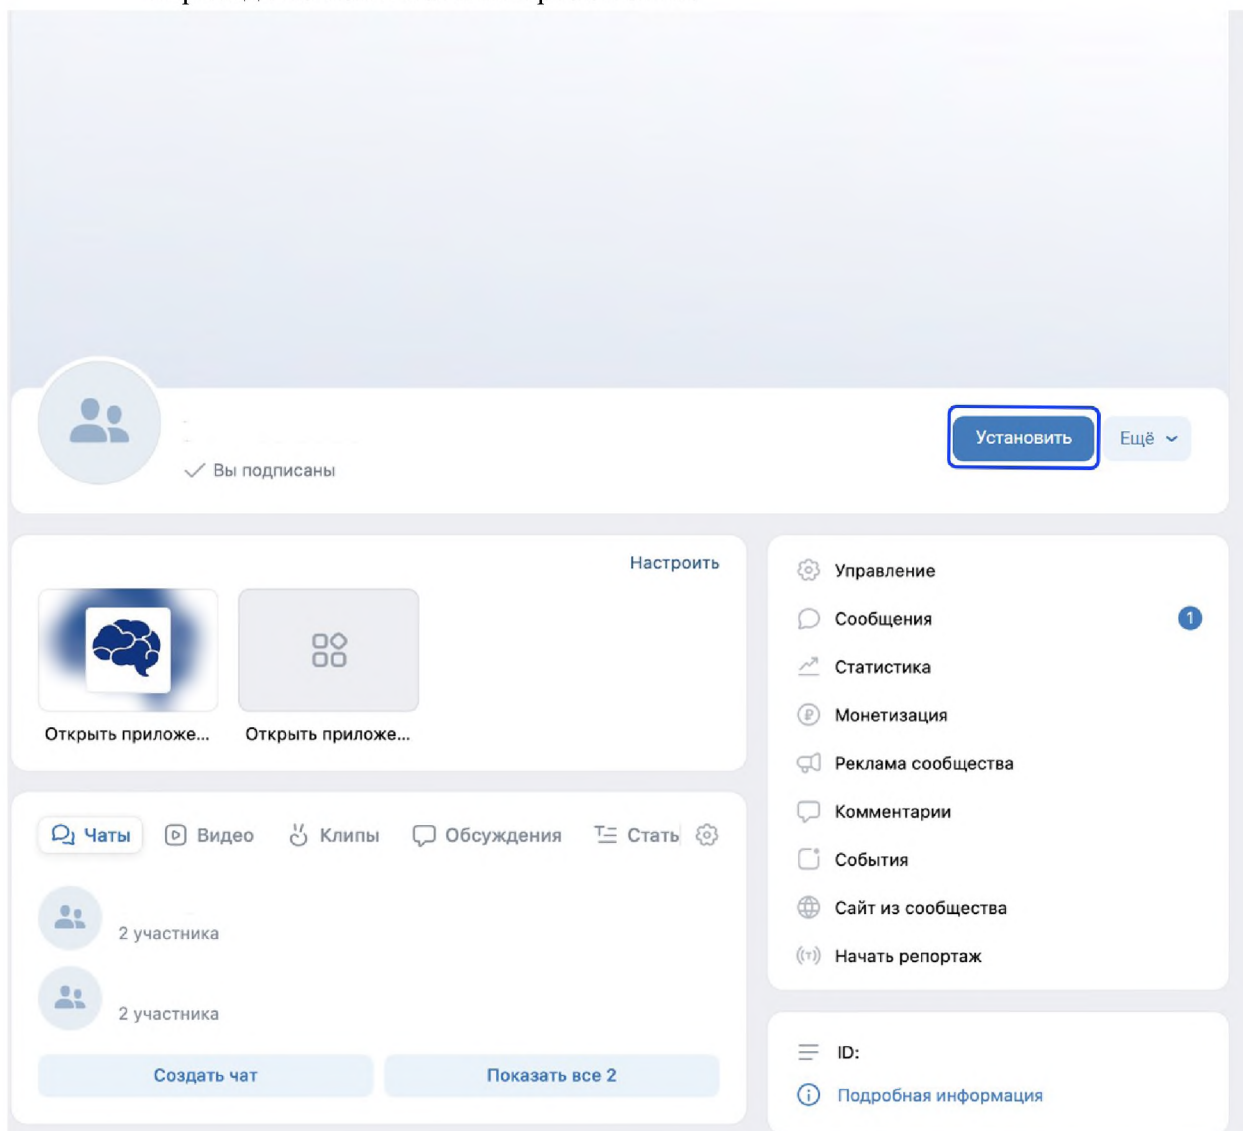 Установить
Ещё
Вы подписаны
Настроить
Открыть приложе...
Открыть приложе...
Чаты
Видео
Клипы
Обсуждения
Стать
2 участника
2 участника
Создать чат
Показать все 2
Управление
Сообщения
1
Статистика
Монетизация
Реклама сообщества
Комментарии
События
Сайт из сообщества
Начать репортаж
ID:
Подробная информация